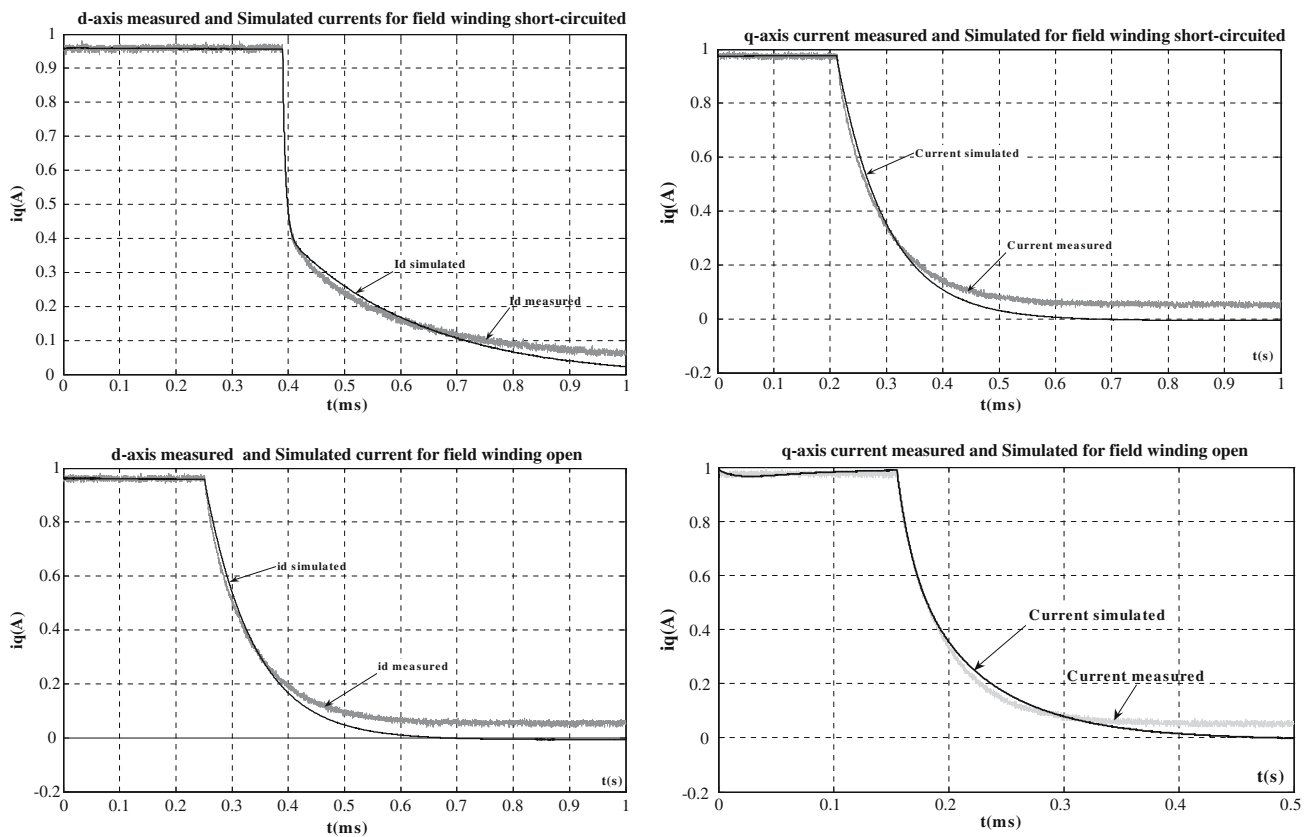 d-axis measured and Simulated currents for field winding short-circuited
1
0.9
0.8
0.7
0.6
0.5
0.4
0.3
0.2
0.1
0
iq(A)
Id simulated
Id measured
0 0.1 0.2 0.3 0.4 0.5 0.6 0.7 0.8 0.9 1
t(ms)
q-axis current measured and Simulated for field winding short-circuited
1
0.8
0.6
0.4
0.2
0
-0.2
iq(A)
Current simulated
Current measured
t(s)
0 0.1 0.2 0.3 0.4 0.5 0.6 0.7 0.8 0.9 1
t(ms)
d-axis measured and Simulated current for field winding open
1
0.8
0.6
0.4
0.2
0
-0.2
iq(A)
id simulated
id measured
t(s)
0 0.1 0.2 0.3 0.4 0.5 0.6 0.7 0.8 0.9 1
t(ms)
q-axis current measured and Simulated for field winding open
1
0.8
0.6
0.4
0.2
0
-0.2
iq(A)
Current simulated
Current measured
t(s)
0 0.1 0.2 0.3 0.4 0.5
t(ms)